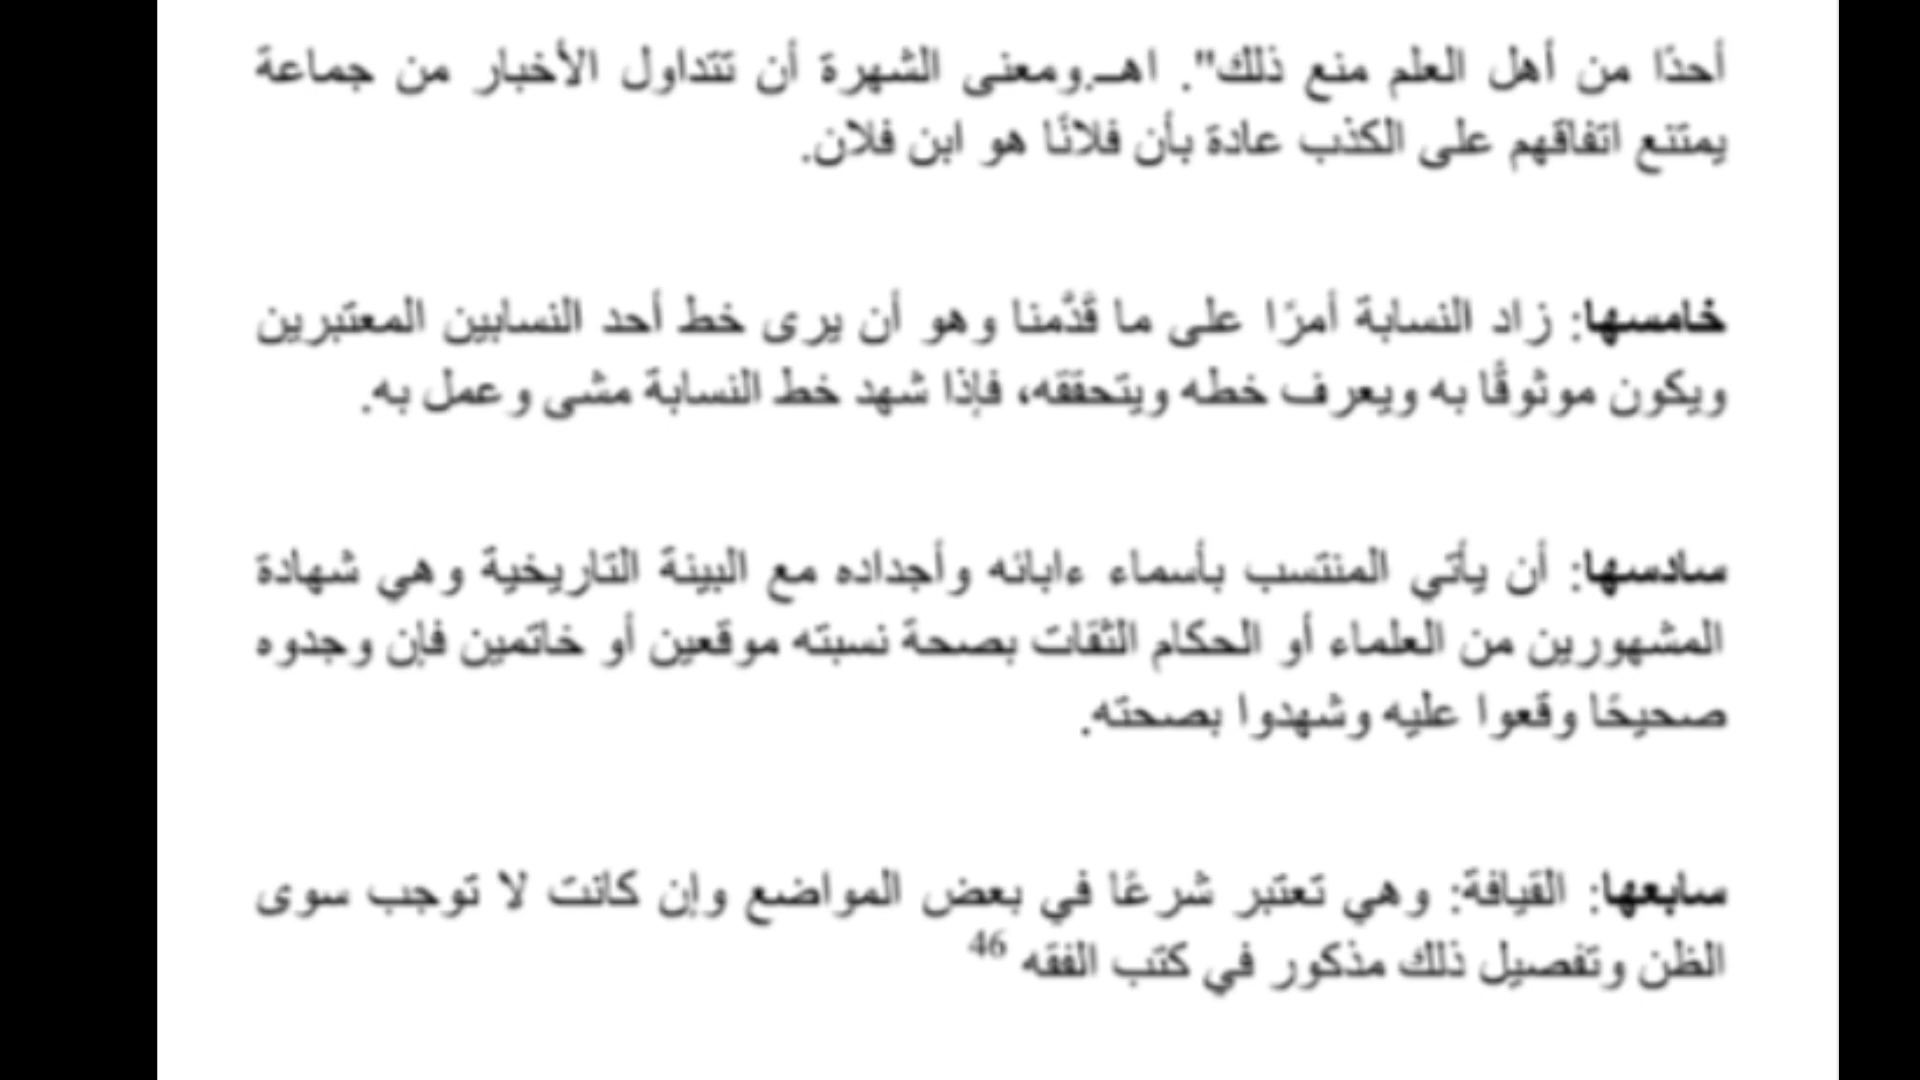 أحدًا من أهل العلم منع ذلك". اهـ.ومعنى الشهرة أن تتداول الأخبار من جماعة
يمتنع اتفاقهم على الكذب عادة بأن فلانًا هو ابن فلان.
خامسها: زاد النسابة أمرًا على ما قدَّمنا وهو أن يرى خط أحد النسابين المعتبرين
ويكون موثوقًا به ويعرف خطه ويتحققه، فإذا شهد خط النسابة مشى وعمل به.
سادسها: أن يأتي المنتسب بأسماء ءابائه وأجداده مع البينة التاريخية وهي شهادة
المشهورين من العلماء أو الحكام الثقات بصحة نسبته موقعين أو خاتمين فإن وجدوه
صحيحًا وقعوا عليه وشهدوا بصحته.
سابعها: القيافة: وهي تعتبر شرعًا في بعض المواضع وإن كانت لا توجب سوى
الظن وتفصيل ذلك مذكور في كتب الفقه 46